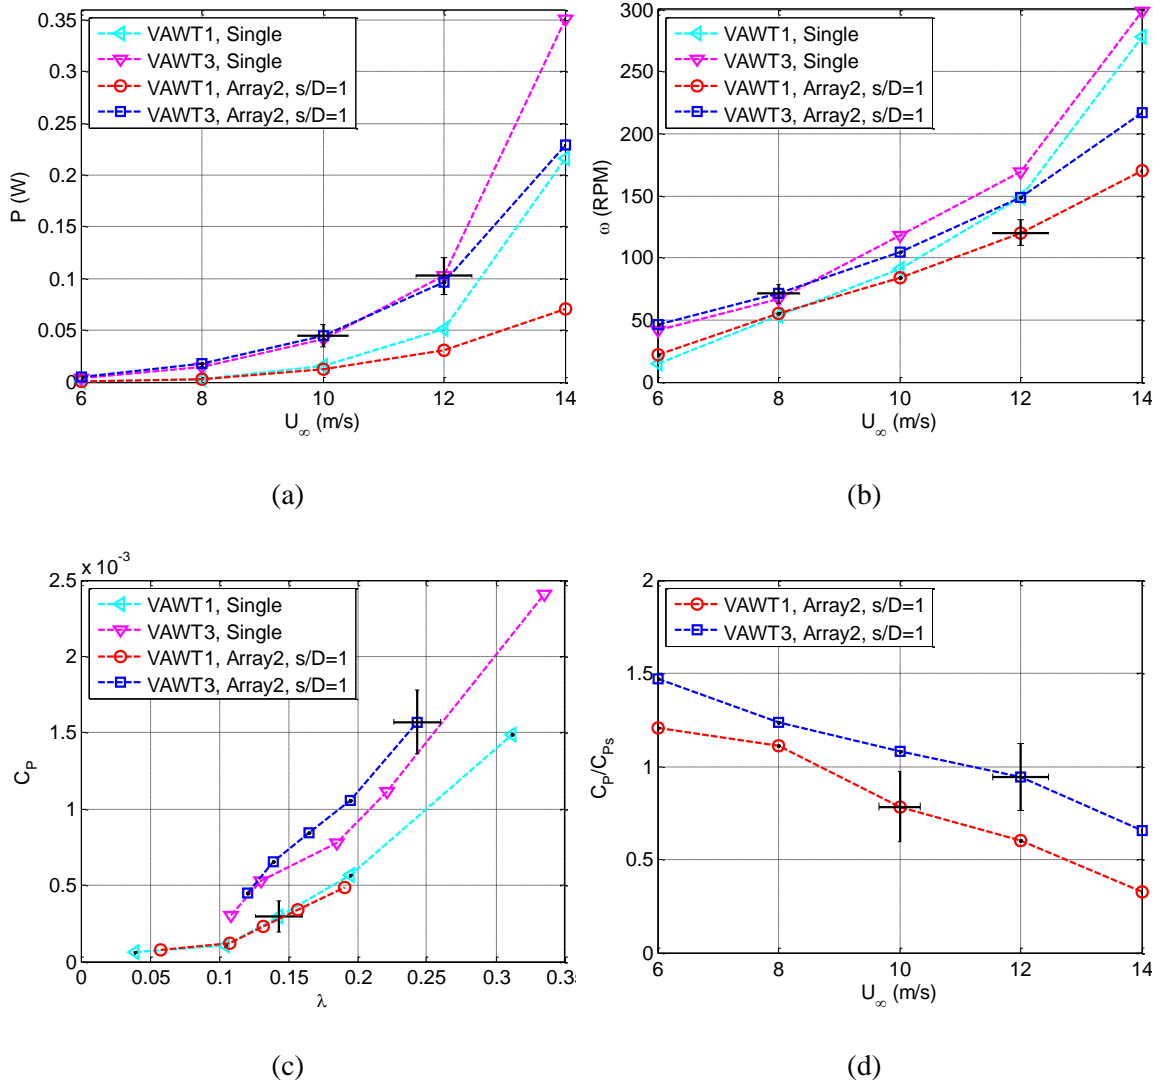 0.35
0.3
0.25
0.2
0.15
0.1
0.05
0
P (W)
VAWT1, Single
VAWT3, Single
VAWT1, Array2, s/D=1
VAWT3, Array2, s/D=1
6 8 10 12 14
U∞ (m/s)
(a)
300
250
200
150
100
50
0
ω (RPM)
VAWT1, Single
VAWT3, Single
VAWT1, Array2, s/D=1
VAWT3, Array2, s/D=1
6 8 10 12 14
U∞ (m/s)
(b)
x 10^-3
2.5
2
1.5
1
0.5
0
C_P
VAWT1, Single
VAWT3, Single
VAWT1, Array2, s/D=1
VAWT3, Array2, s/D=1
0 0.05 0.1 0.15 0.2 0.25 0.3 0.35
λ
(c)
2
1.5
1
0.5
0
C_P/C_Ps
VAWT1, Array2, s/D=1
VAWT3, Array2, s/D=1
6 8 10 12 14
U∞ (m/s)
(d)